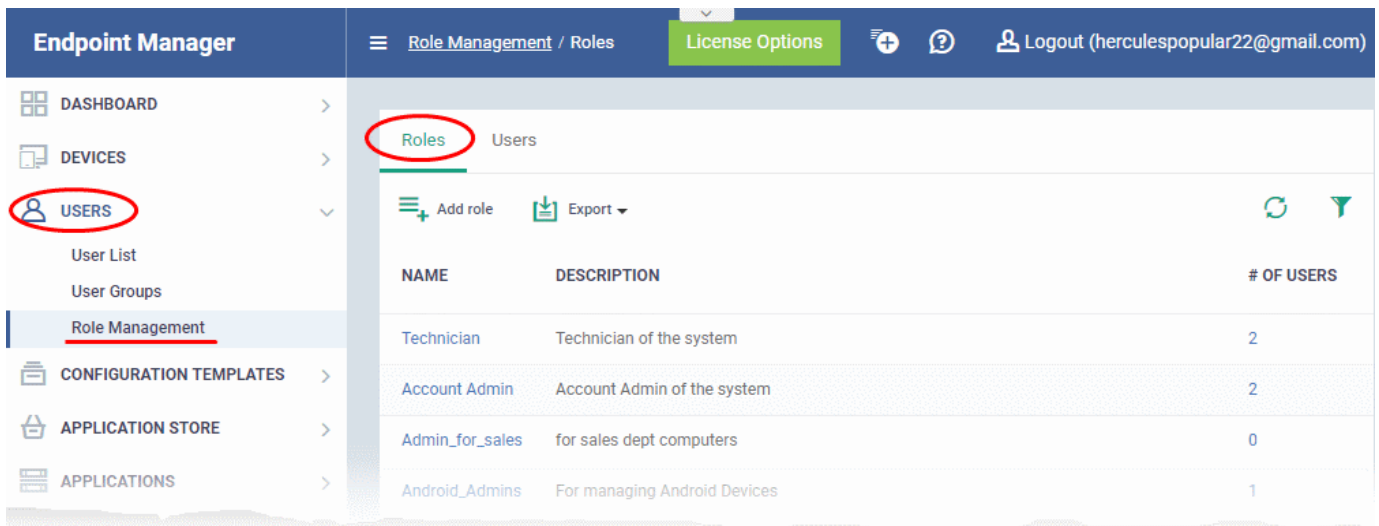 Endpoint Manager
Role Management / Roles
License Options
Logout (herculespopular22@gmail.com)
DASHBOARD
DEVICES
USERS
User List
User Groups
Role Management
CONFIGURATION TEMPLATES
APPLICATION STORE
APPLICATIONS
Roles Users
Add role Export
NAME DESCRIPTION # OF USERS
Technician Technician of the system 2
Account Admin Account Admin of the system 2
Admin_for_sales for sales dept computers 0
Android_Admins For managing Android Devices 1